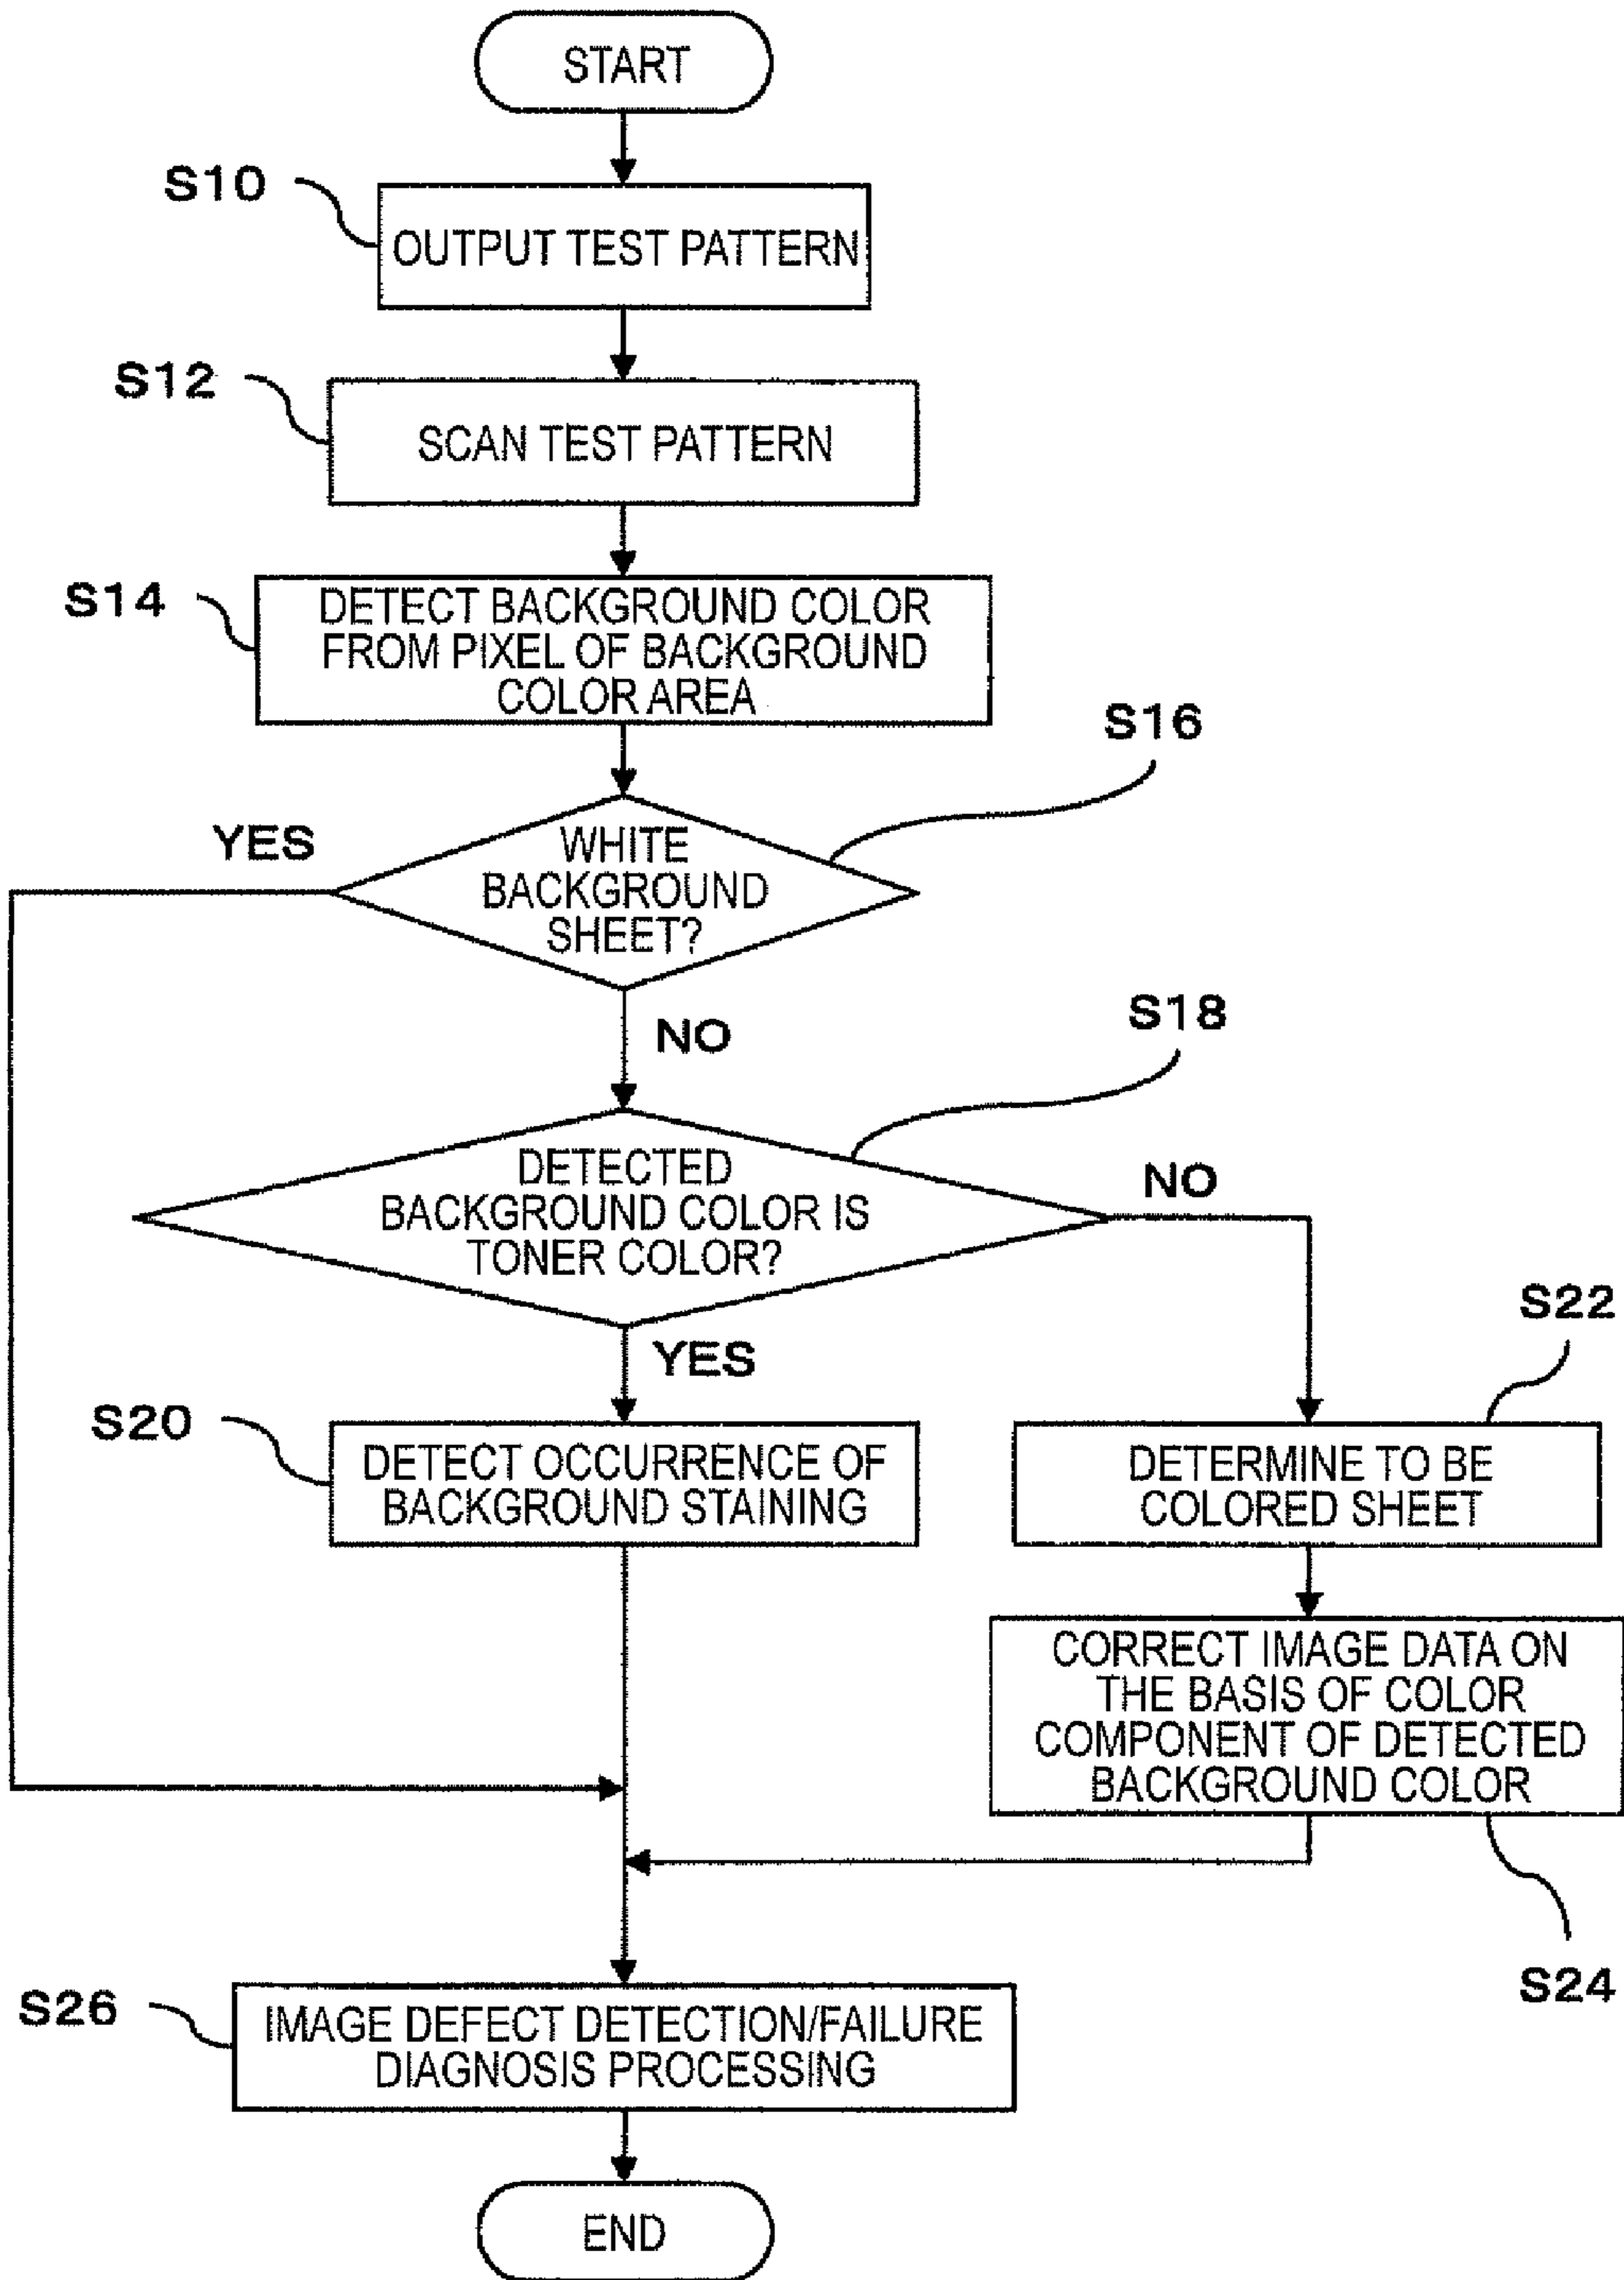 START
S10
OUTPUT TEST PATTERN
S12
SCAN TEST PATTERN
S14
DETECT BACKGROUND COLOR
FROM PIXEL OF BACKGROUND
COLOR AREA
S16
YES
WHITE
BACKGROUND
SHEET?
NO
S18
DETECTED
BACKGROUND COLOR IS
TONER COLOR?
NO
YES
S22
S20
DETECT OCCURRENCE OF
BACKGROUND STAINING
DETERMINE TO BE
COLORED SHEET
CORRECT IMAGE DATA ON
THE BASIS OF COLOR
COMPONENT OF DETECTED
BACKGROUND COLOR
S24
S26
IMAGE DEFECT DETECTION/FAILURE
DIAGNOSIS PROCESSING
END